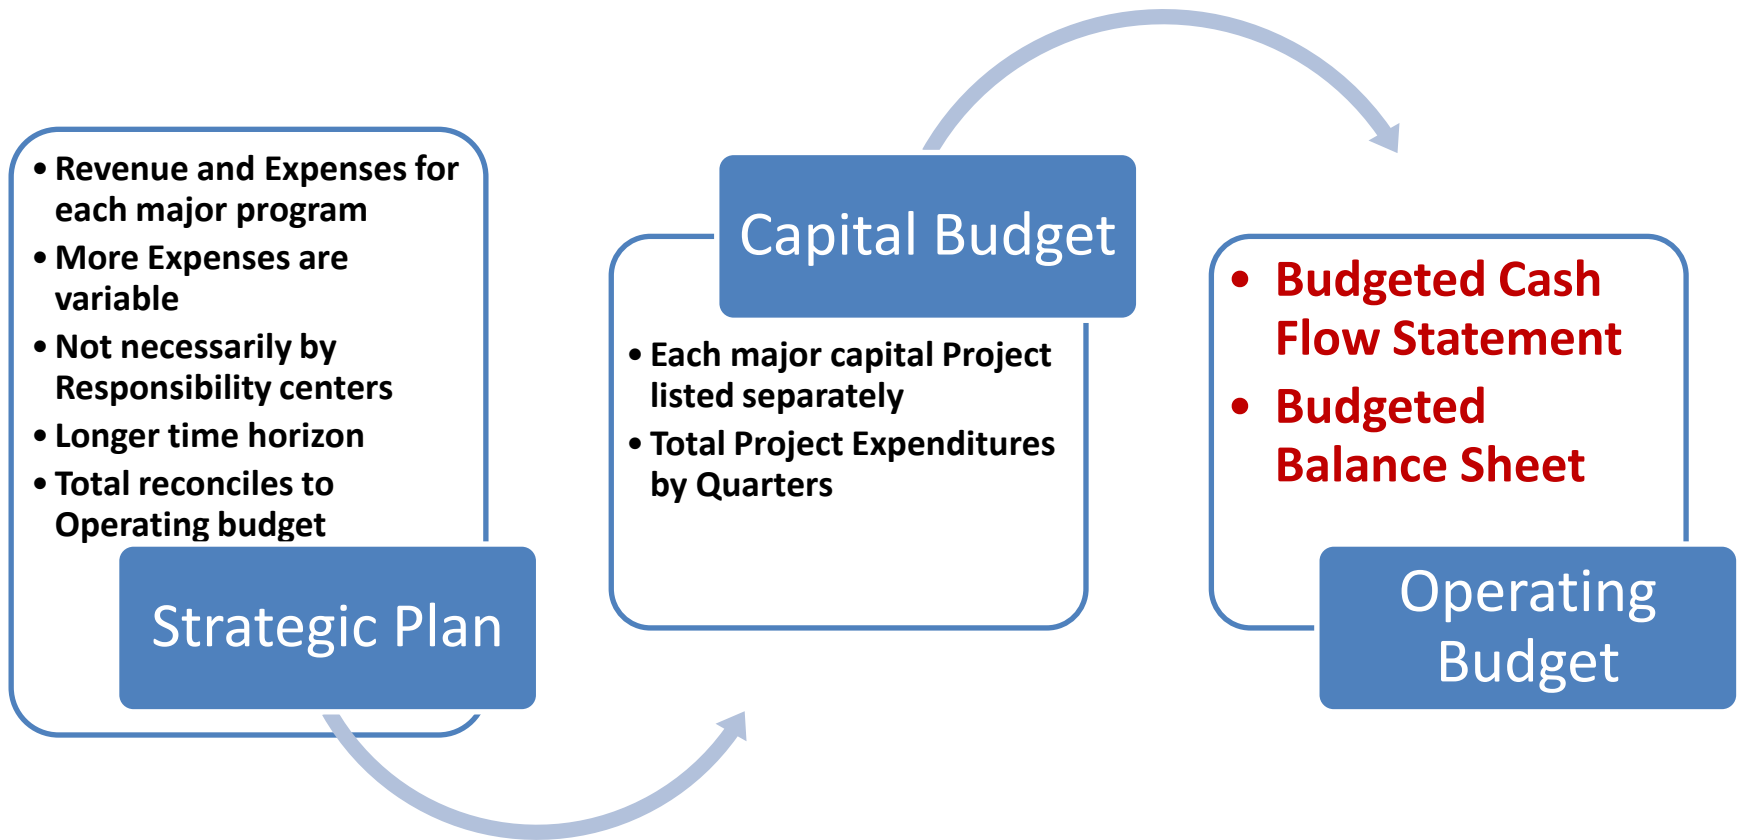 • Revenue and Expenses for
each major program
• More Expenses are
variable
• Not necessarily by
Responsibility centers
• Longer time horizon
• Total reconciles to
Operating budget
Strategic Plan
Capital Budget
• Each major capital Project
listed separately
• Total Project Expenditures
by Quarters
• Budgeted Cash
Flow Statement
• Budgeted
Balance Sheet
Operating
Budget